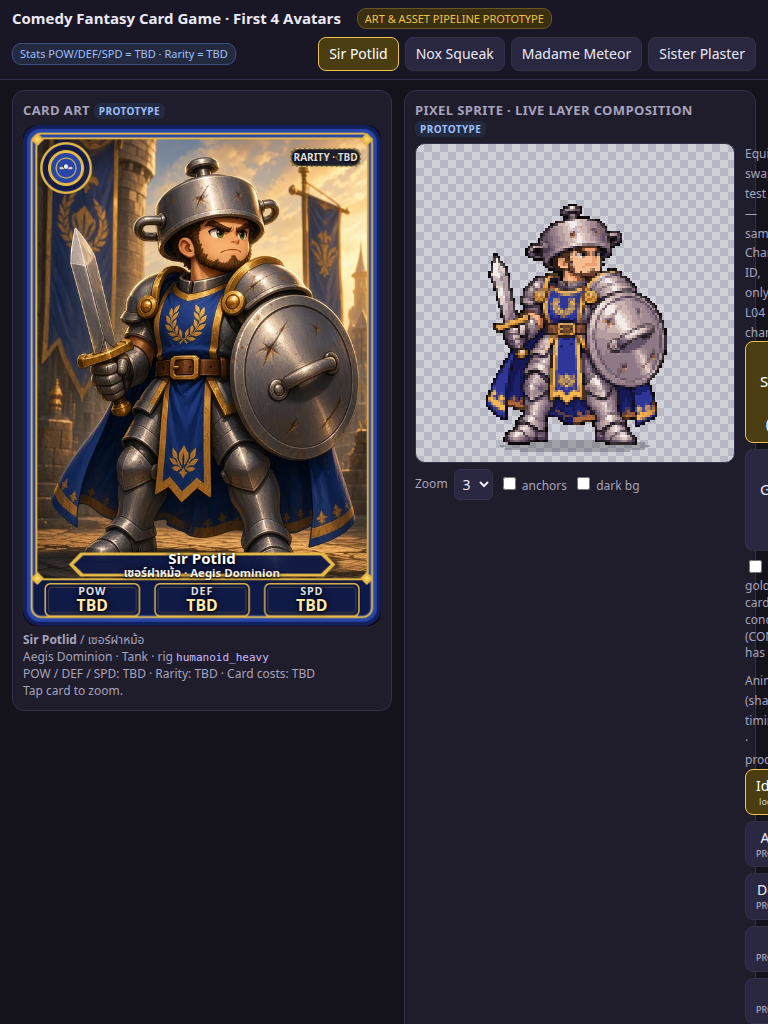 Comedy Fantasy Card Game · First 4 Avatars
ART & ASSET PIPELINE PROTOTYPE
Stats POW/DEF/SPD = TBD · Rarity = TBD
Sir Potlid
Nox Squeak
Madame Meteor
Sister Plaster
CARD ART PROTOTYPE
RARITY · TBD
Sir Potlid
เซอร์ฝาหม้อ · Aegis Dominion
POW
TBD
DEF
TBD
SPD
TBD
Sir Potlid / เซอร์ฝาหม้อ
Aegis Dominion · Tank · rig humanoid_heavy
POW / DEF / SPD: TBD · Rarity: TBD · Card costs: TBD
Tap card to zoom.
PIXEL SPRITE · LIVE LAYER COMPOSITION
PROTOTYPE
Zoom 3 anchors dark bg
test
—
ID,
L04
·